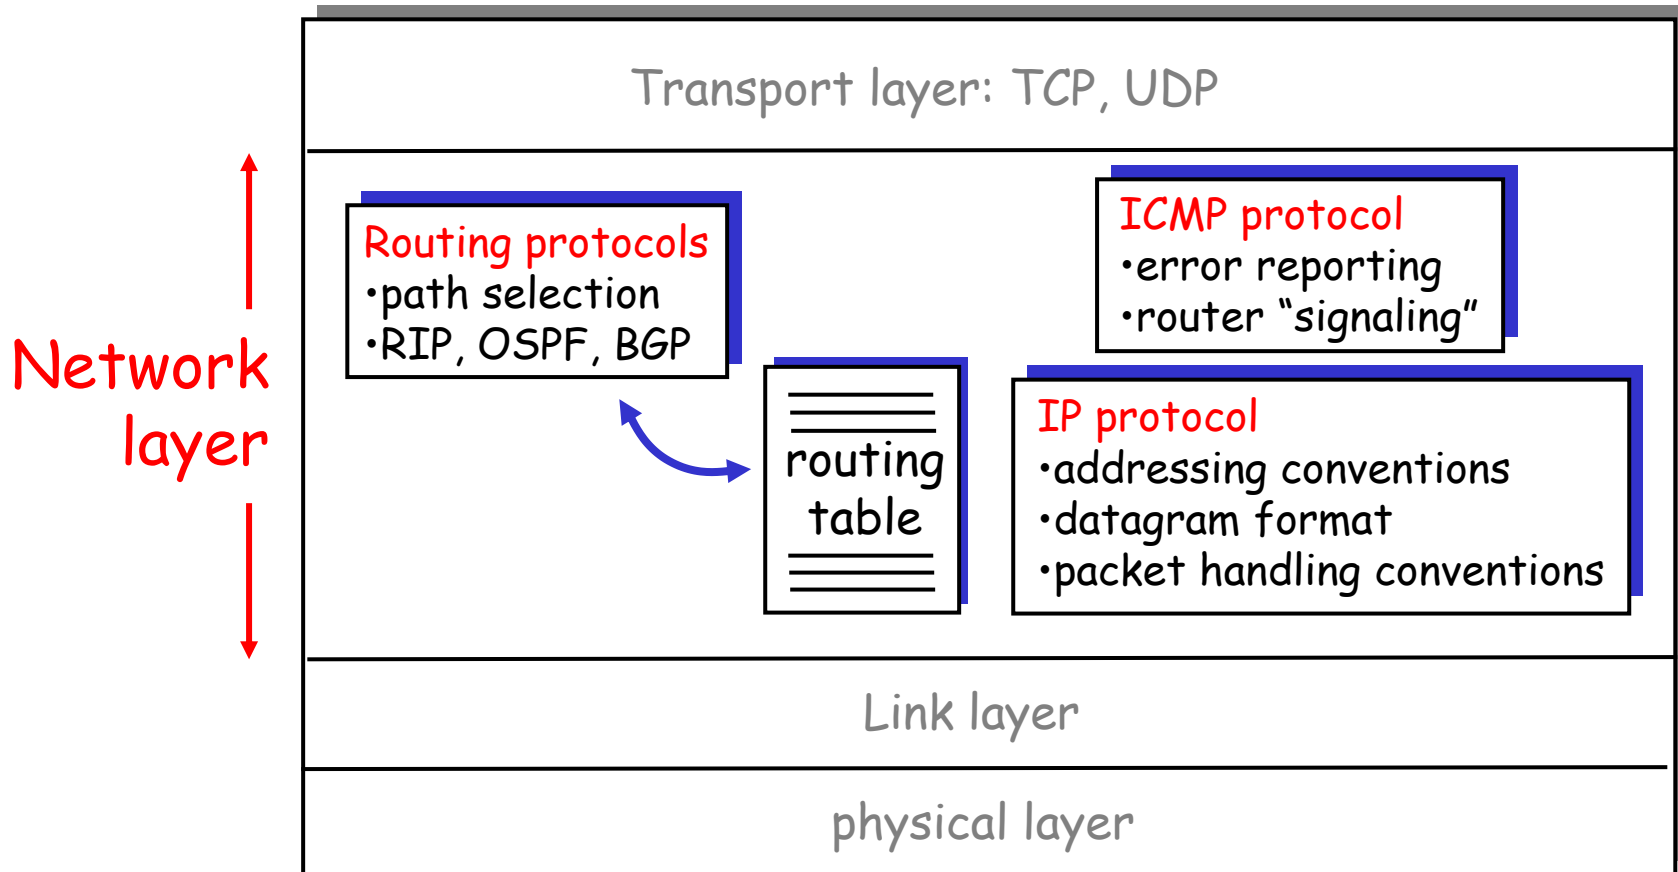 Transport layer: TCP, UDP
Network
layer
Routing protocols
•path selection
•RIP, OSPF, BGP
routing
table
ICMP protocol
•error reporting
•router “signaling”
IP protocol
•addressing conventions
•datagram format
•packet handling conventions
Link layer
physical layer